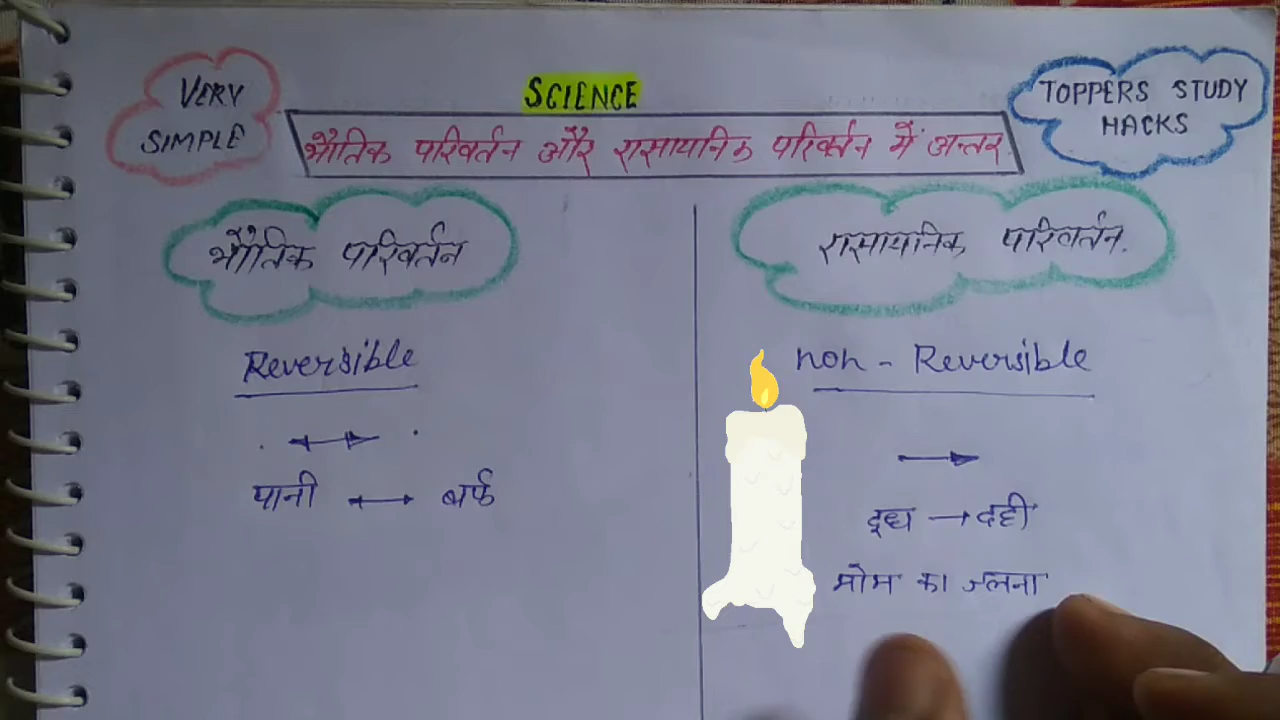 VERY
SIMPLE
SCIENCE
TOPPERS STUDY
HACKS
भौतिक परिवर्तन और रासायनिक परिवर्तन में अन्तर
भौतिक परिवर्तन
Reversible
पानी ↔ बर्फ
रासायनिक परिवर्तन.
non - Reversible
→
दूध → दही
मोम का जलना